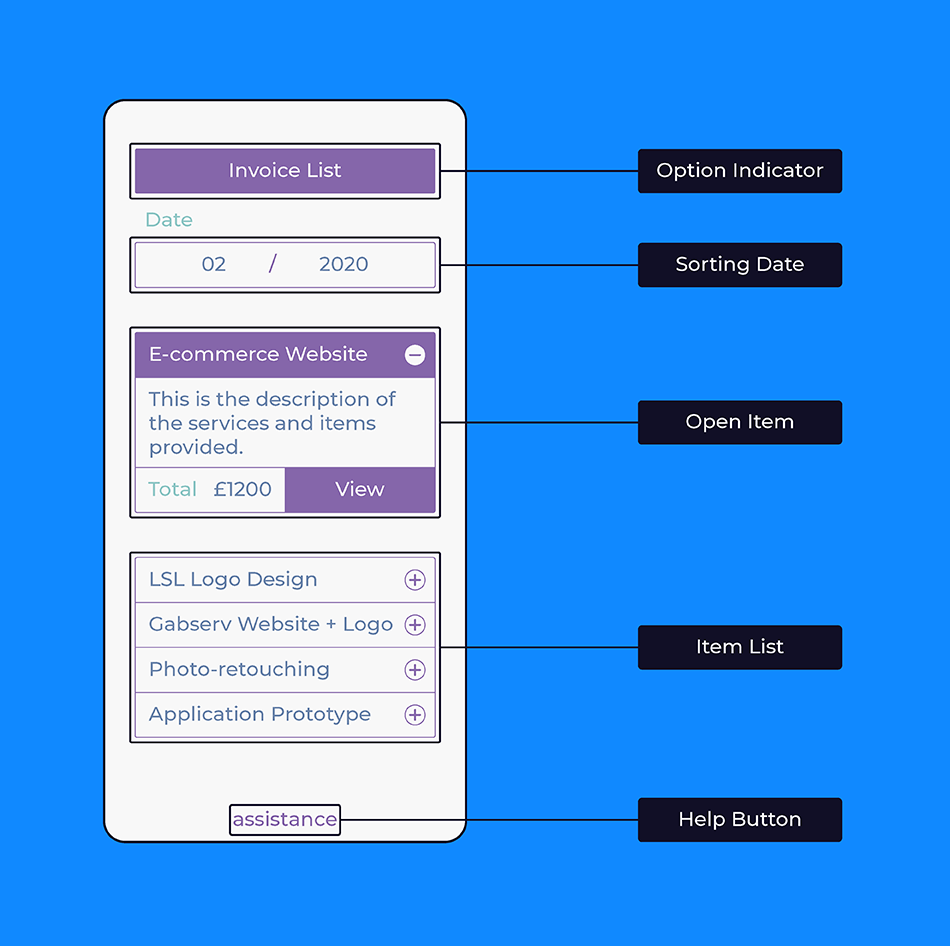 Invoice List
Option Indicator
Date
02 / 2020
Sorting Date
E-commerce Website
This is the description of
the services and items
provided.
Total £1200
View
Open Item
LSL Logo Design
Gabserv Website + Logo
Photo-retouching
Application Prototype
Item List
assistance
Help Button